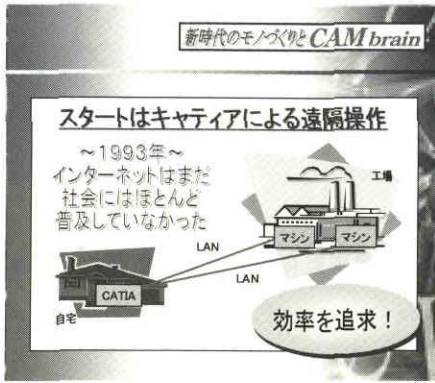 新時代のモノづくりとCAM brain
スタートはキャティアによる遠隔操作
～1993年～
インターネットはまだ
社会にはほとんど
普及していなかった
工場
マシン マシン
LAN
LAN
CATIA
自宅
効率を追求！